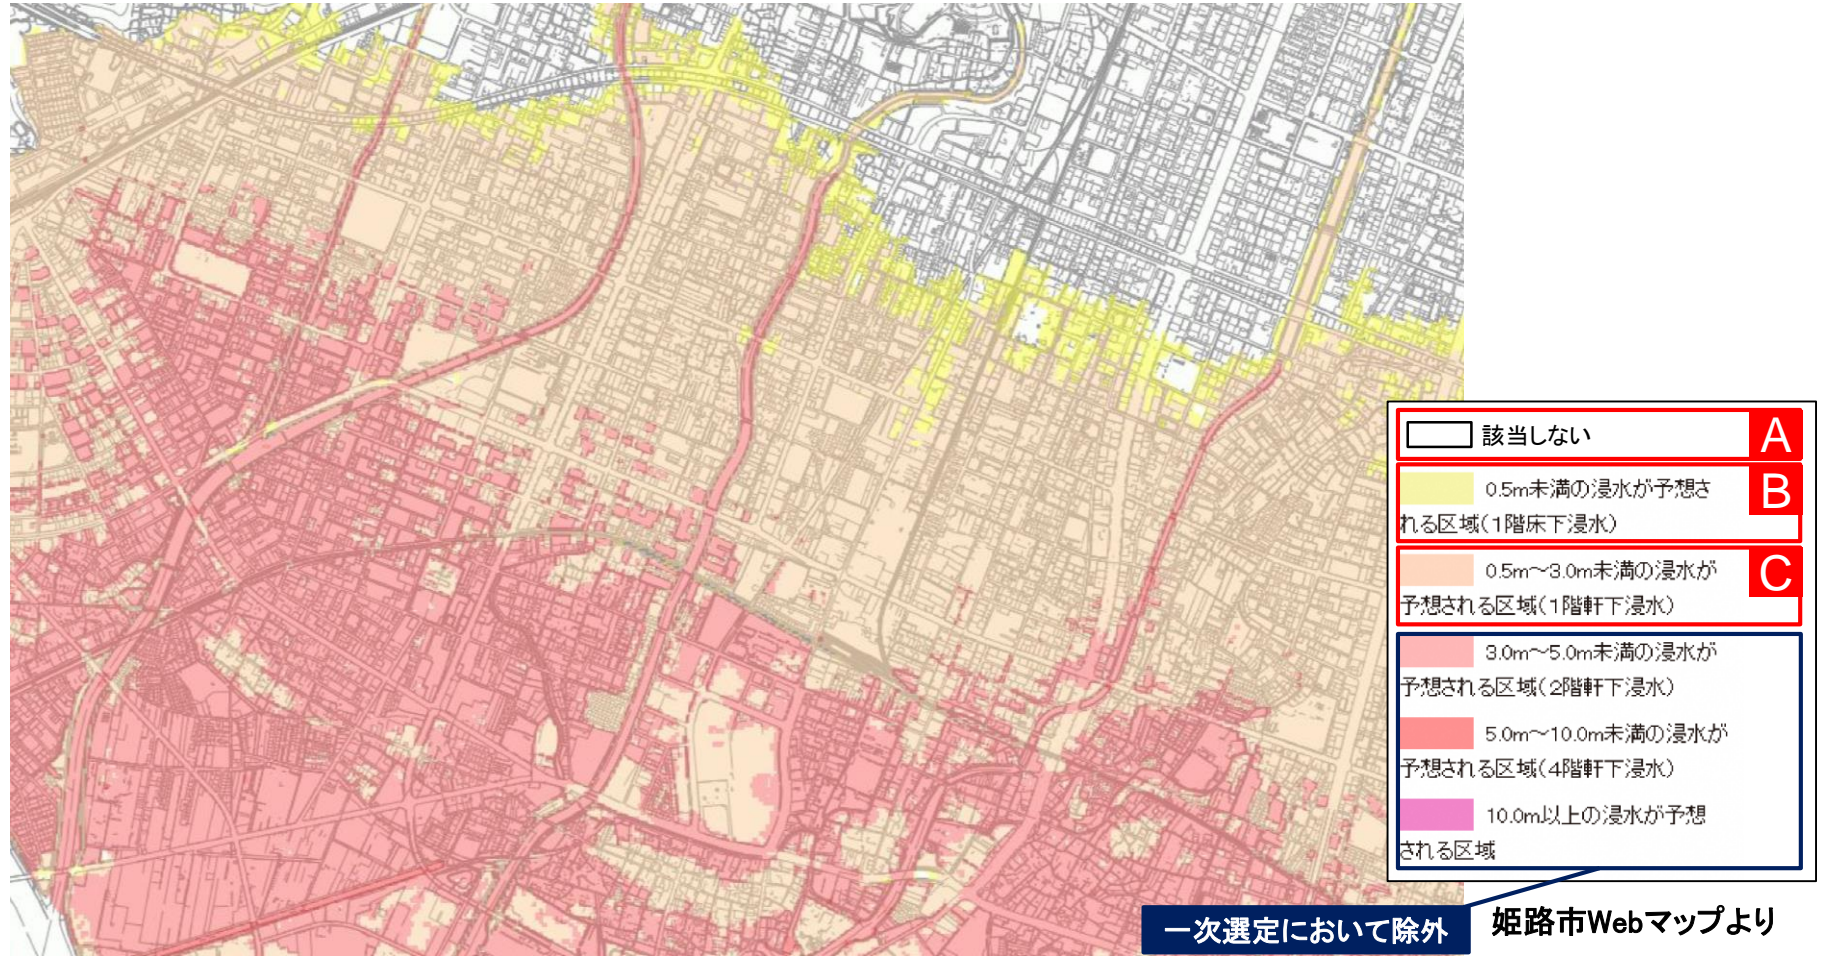 該当しない A
0.5m未満の浸水が予想さ B
れる区域(1階床下浸水)
0.5m～3.0m未満の浸水が C
予想される区域(1階軒下浸水)
3.0m～5.0m未満の浸水が
予想される区域(2階軒下浸水)
5.0m～10.0m未満の浸水が
予想される区域(4階軒下浸水)
10.0m以上の浸水が予想
される区域
一次選定において除外
姫路市Webマップより